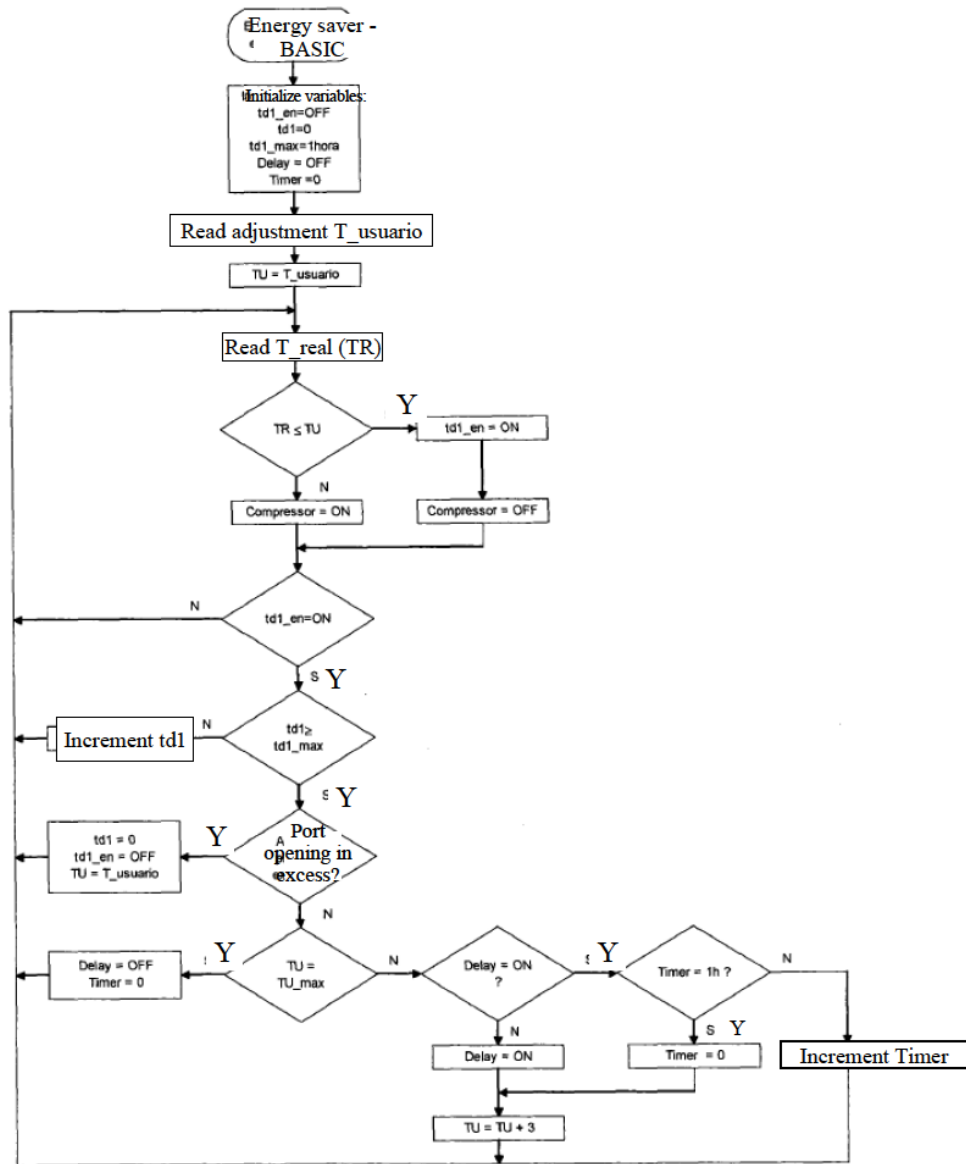 Energy saver -
BASIC
Initialize variables:
td1_en=OFF
td1=0
td1_max=1hora
Delay = OFF
Timer =0
Read adjustment T_usuario
TU = T_usuario
Read T_real (TR)
TR ≤ TU
Y
td1_en = ON
N
Compressor = ON
Compressor = OFF
td1_en=ON
N
S Y
td1≥
td1_max
N
Increment td1
S Y
Port
opening in
excess?
Y
td1 = 0
td1_en = OFF
TU = T_usuario
N
TU =
TU_max
Y
Delay = OFF
Timer = 0
N
Delay = ON
?
S Y
Timer = 1h ?
N
N
Delay = ON
S Y
Timer = 0
Increment Timer
TU = TU + 3